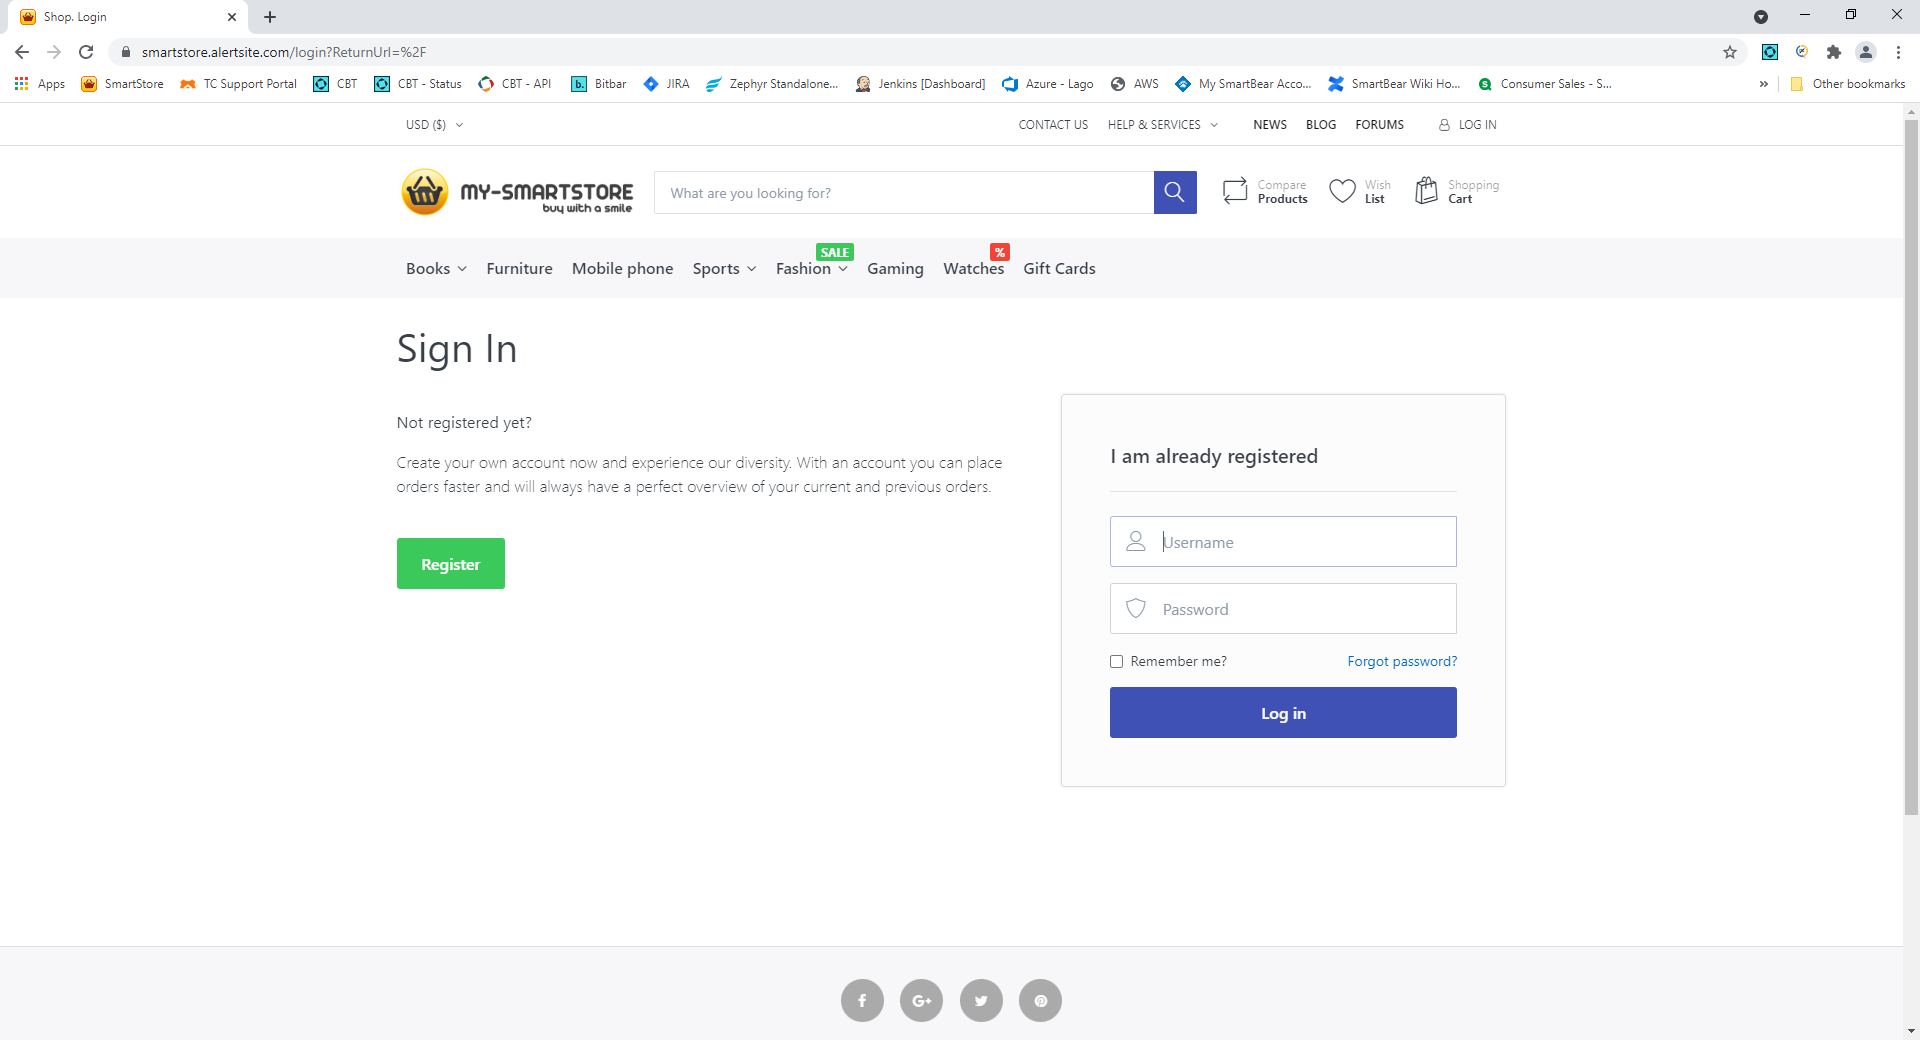 Shop. Login
smartstore.alertsite.com/login?ReturnUrl=%2F
Apps SmartStore TC Support Portal CBT CBT - Status CBT - API b. Bitbar JIRA Zephyr Standalone... Jenkins [Dashboard] Azure - Lago AWS My SmartBear Acco... SmartBear Wiki Ho... S Consumer Sales - S... » Other bookmarks
USD ($) CONTACT US HELP & SERVICES NEWS BLOG FORUMS LOG IN
MY-SMARTSTORE
buy with a smile
What are you looking for?
Compare
Products
Wish
List
Shopping
Cart
SALE %
Books Furniture Mobile phone Sports Fashion Gaming Watches Gift Cards
Sign In
Not registered yet?
Create your own account now and experience our diversity. With an account you can place
orders faster and will always have a perfect overview of your current and previous orders.
Register
I am already registered
Username
Password
Remember me? Forgot password?
Log in
f G+